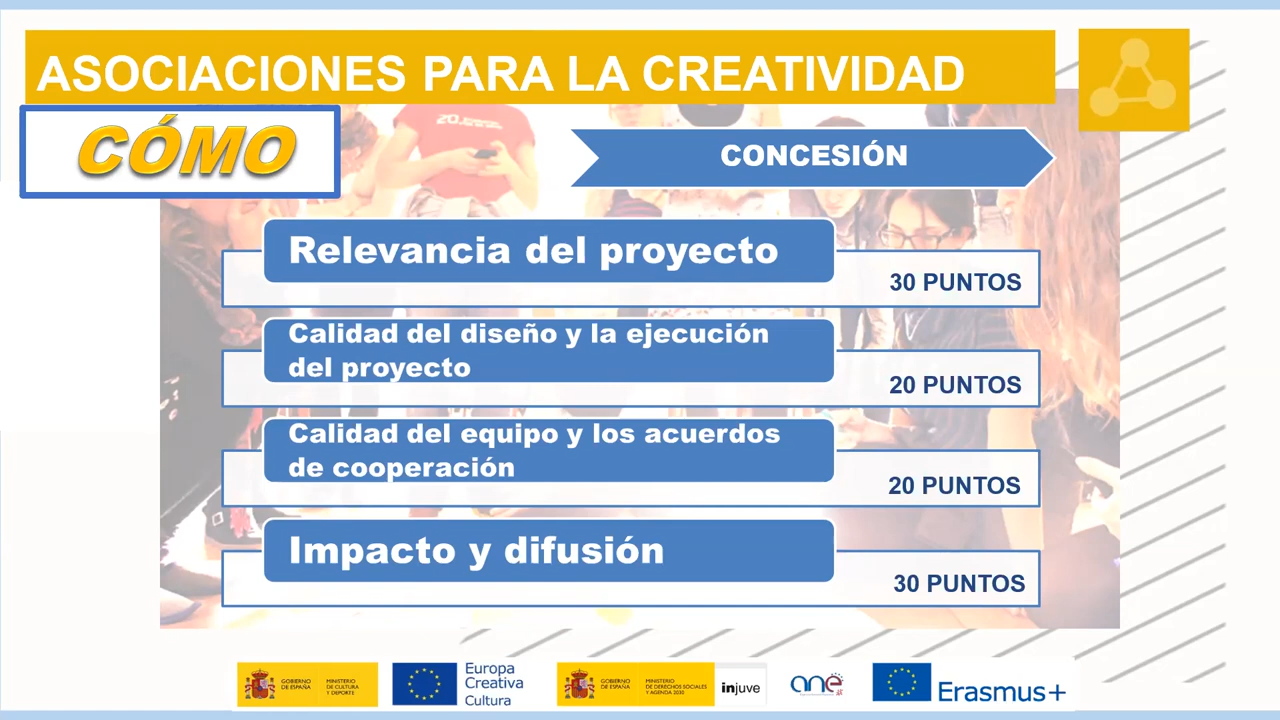 ASOCIACIONES PARA LA CREATIVIDAD
CÓMO
CONCESIÓN
Relevancia del proyecto
30 PUNTOS
Calidad del diseño y la ejecución
del proyecto
20 PUNTOS
Calidad del equipo y los acuerdos
de cooperación
20 PUNTOS
Impacto y difusión
30 PUNTOS
GOBIERNO
DE ESPAÑA
MINISTERIO
DE CULTURA
Y DEPORTE
Europa
Creativa
Cultura
GOBIERNO
DE ESPAÑA
MINISTERIO
DE DERECHOS SOCIALES
Y AGENDA 2030
injuve
ane
Erasmus+